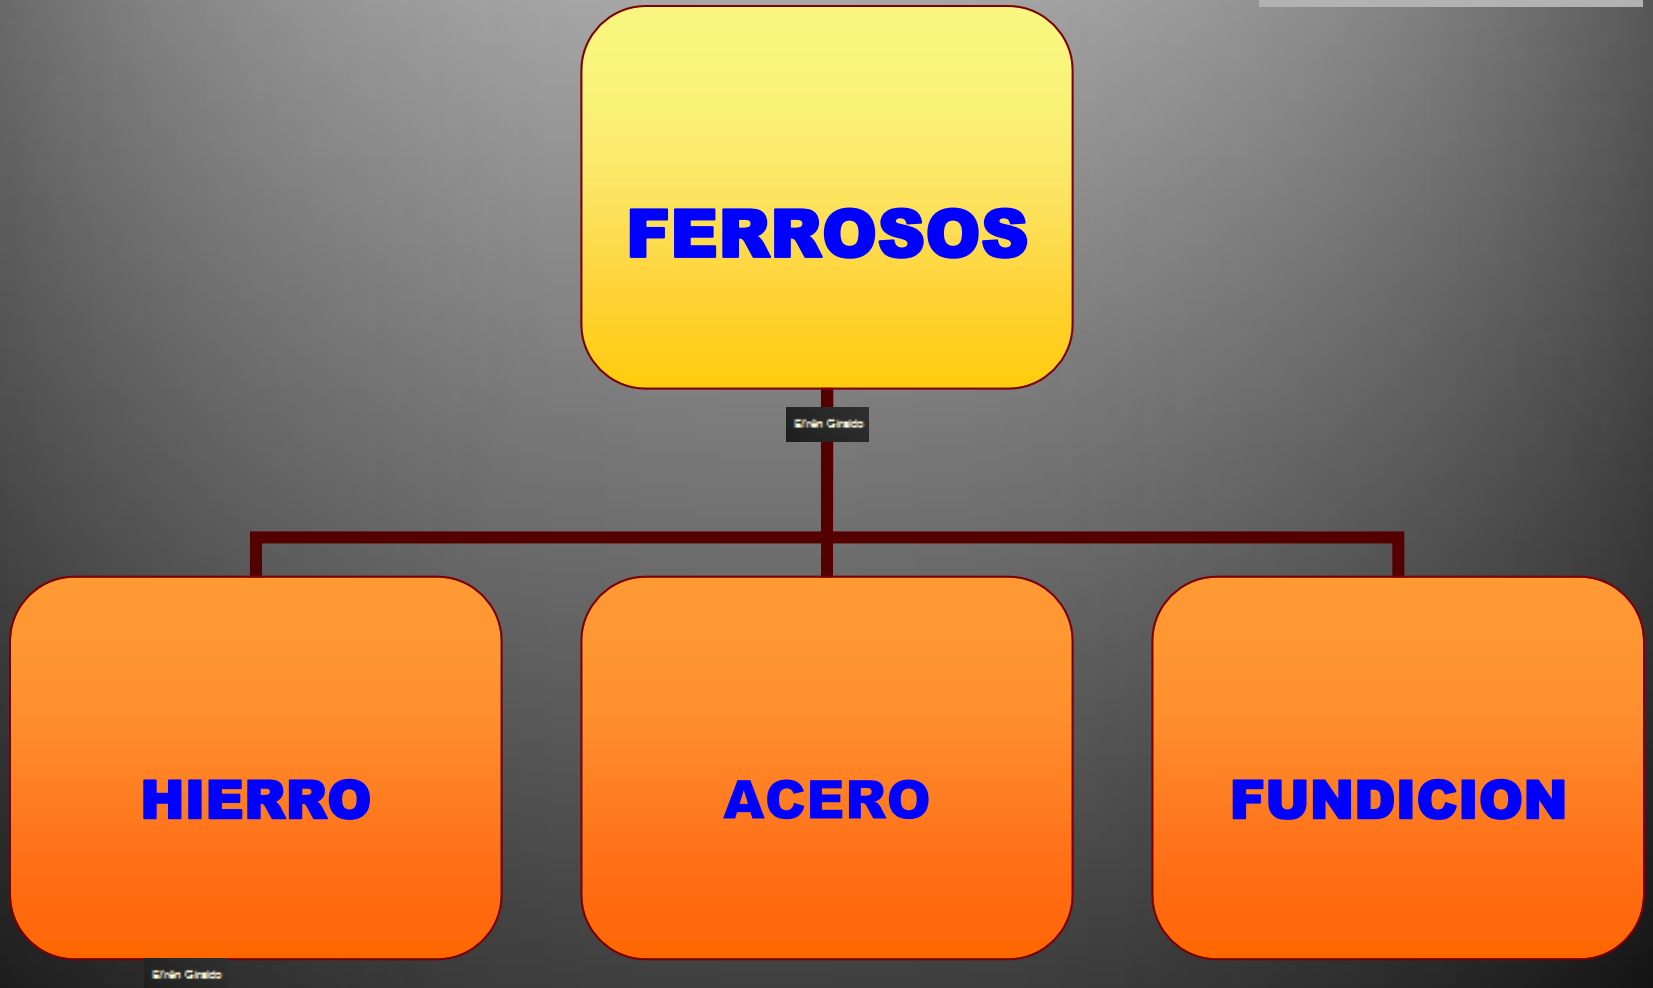 FERROSOS
Efrén Giraldo
HIERRO
ACERO
FUNDICION
Efrén Giraldo